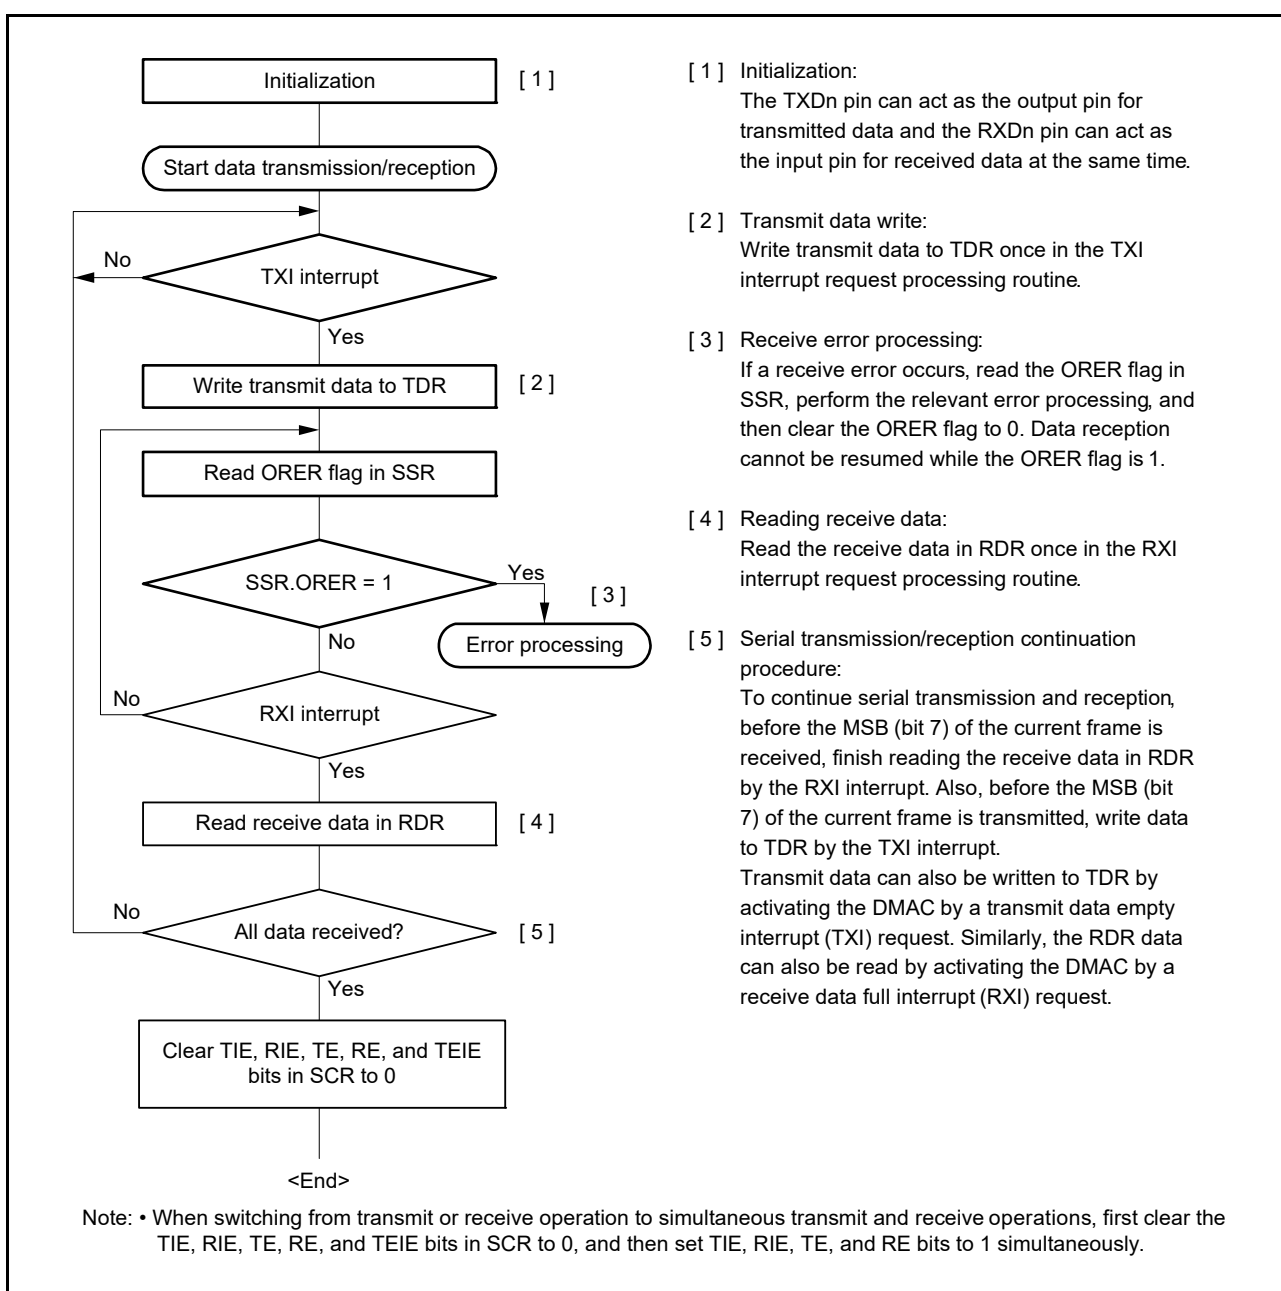 Initialization [ 1 ]
Start data transmission/reception
No
TXI interrupt
Yes
Write transmit data to TDR [ 2 ]
Read ORER flag in SSR
SSR.ORER = 1
Yes
[ 3 ]
Error processing
No
No
RXI interrupt
Yes
Read receive data in RDR [ 4 ]
No
All data received? [ 5 ]
Yes
Clear TIE, RIE, TE, RE, and TEIE
bits in SCR to 0
<End>
[ 1 ] Initialization:
The TXDn pin can act as the output pin for
transmitted data and the RXDn pin can act as
the input pin for received data at the same time.
[ 2 ] Transmit data write:
Write transmit data to TDR once in the TXI
interrupt request processing routine.
[ 3 ] Receive error processing:
If a receive error occurs, read the ORER flag in
SSR, perform the relevant error processing, and
then clear the ORER flag to 0. Data reception
cannot be resumed while the ORER flag is 1.
[ 4 ] Reading receive data:
Read the receive data in RDR once in the RXI
interrupt request processing routine.
[ 5 ] Serial transmission/reception continuation
procedure:
To continue serial transmission and reception,
before the MSB (bit 7) of the current frame is
received, finish reading the receive data in RDR
by the RXI interrupt. Also, before the MSB (bit
7) of the current frame is transmitted, write data
to TDR by the TXI interrupt.
Transmit data can also be written to TDR by
activating the DMAC by a transmit data empty
interrupt (TXI) request. Similarly, the RDR data
can also be read by activating the DMAC by a
receive data full interrupt (RXI) request.
Note: • When switching from transmit or receive operation to simultaneous transmit and receive operations, first clear the
TIE, RIE, TE, RE, and TEIE bits in SCR to 0, and then set TIE, RIE, TE, and RE bits to 1 simultaneously.